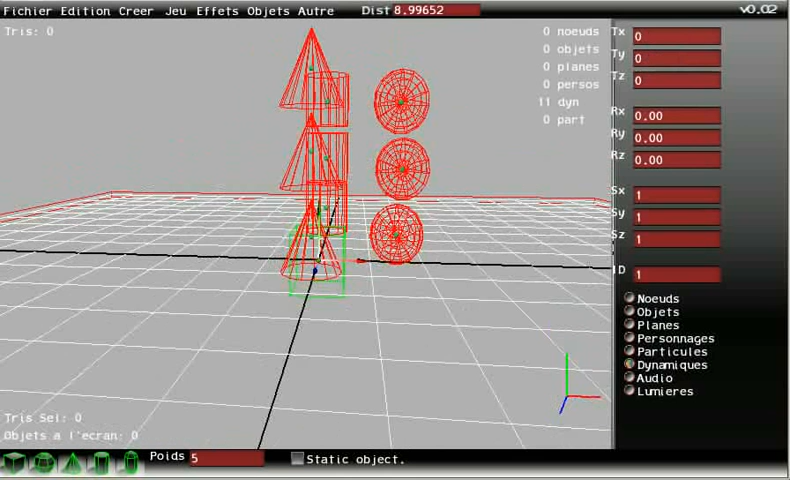 Fichier Edition Creer Jeu Effets Objets Autre Dist 8.99652 v0.02
Tris: 0
0 noeuds
0 objets
0 planes
0 persos
11 dyn
0 part
Tx 0
Ty 0
Tz 0
Rx 0.00
Ry 0.00
Rz 0.00
Sx 1
Sy 1
Sz 1
ID 1
Noeuds
Objets
Planes
Personnages
Particules
Dynamiques
Audio
Lumieres
Tris Sel: 0
Objets a l'ecran: 0
Poids 5 Static object.